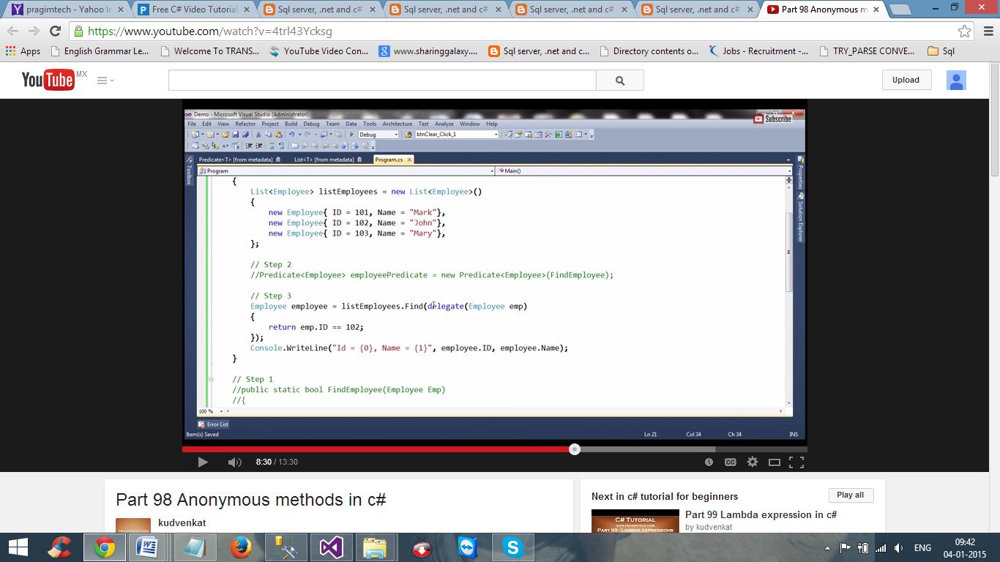 pragimtech - Yahoo In
Free C# Video Tutorial
Sql server, .net and c#
Sql server, .net and c#
Sql server, .net and c#
Sql server, .net and c#
Part 98 Anonymous m
https://www.youtube.com/watch?v=4trl43Ycksg
Apps
English Grammar Le...
Welcome To TRANS...
YouTube Video Con...
www.sharinggalaxy....
Sql server, .net and c...
Directory contents o...
Jobs - Recruitment -...
TRY_PARSE CONVE...
Sql
YouTube MX
Upload
Demo - Microsoft Visual Studio (Administrator)
Subscribe
File Edit View Refactor Project Build Debug Team Data Tools Architecture Test Analyze Window Help
Debug
btnClear_Click_1
Toolbox
Predicate<T> [from metadata]
List<T> [from metadata]
Program.cs
Program
Main()
Properties
Solution Explorer
{
List<Employee> listEmployees = new List<Employee>()
{
new Employee{ ID = 101, Name = "Mark"},
new Employee{ ID = 102, Name = "John"},
new Employee{ ID = 103, Name = "Mary"},
};
// Step 2
//Predicate<Employee> employeePredicate = new Predicate<Employee>(FindEmployee);
// Step 3
Employee employee = listEmployees.Find(delegate(Employee emp)
{
return emp.ID == 102;
});
Console.WriteLine("Id = {0}, Name = {1}", employee.ID, employee.Name);
}
// Step 1
//public static bool FindEmployee(Employee Emp)
//{
100 %
Error List
Item(s) Saved
Ln 21
Col 34
Ch 34
INS
8:30 / 13:30
CC
Part 98 Anonymous methods in c#
kudvenkat
PRAGIMTECH
Next in c# tutorial for beginners
Play all
C# TUTORIAL
WWW.PRAGIMTECH.COM
PART 99 - LAMBDA EXPRESSIONS
Part 99 Lambda expression in c#
by kudvenkat
ENG
09:42
04-01-2015